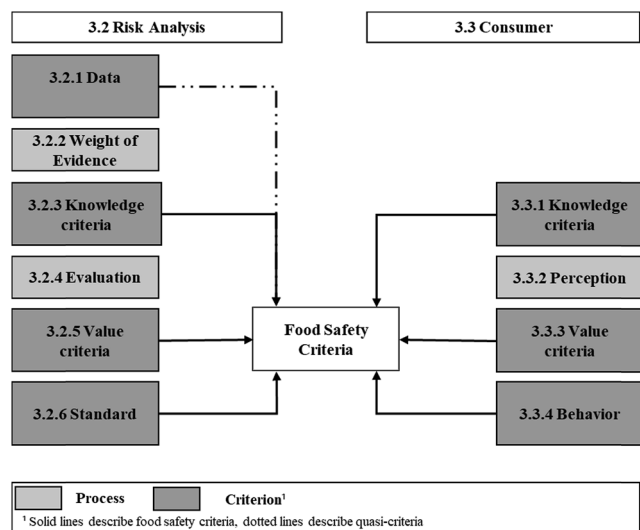 3.2 Risk Analysis
3.3 Consumer
3.2.1 Data
3.2.2 Weight of
Evidence
3.2.3 Knowledge
criteria
3.2.4 Evaluation
3.2.5 Value
criteria
3.2.6 Standard
Food Safety
Criteria
3.3.1 Knowledge
criteria
3.3.2 Perception
3.3.3 Value
criteria
3.3.4 Behavior
Process
Criterion¹
¹ Solid lines describe food safety criteria, dotted lines describe quasi-criteria